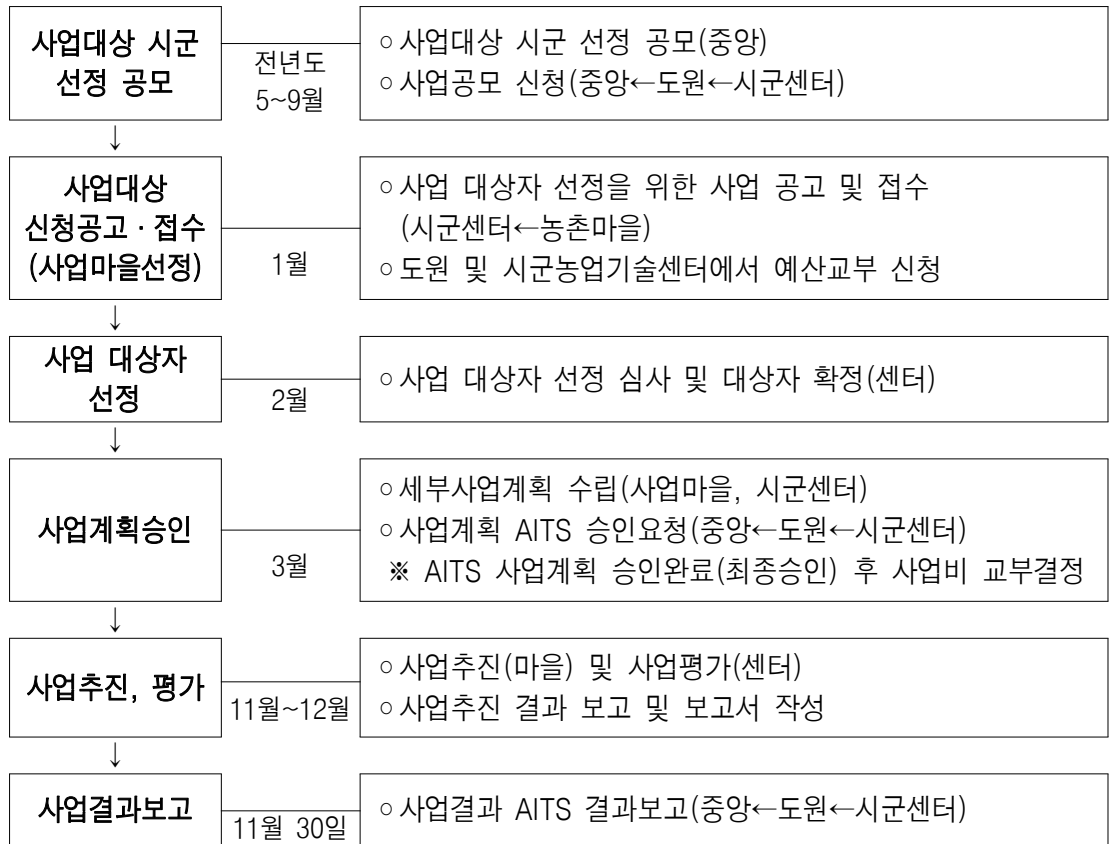 사업대상 시군
선정 공모
전년도
5~9월
○ 사업대상 시군 선정 공모(중앙)
○ 사업공모 신청(중앙←도원←시군센터)
↓
사업대상
신청공고·접수
(사업마을선정)
1월
○ 사업 대상자 선정을 위한 사업 공고 및 접수
(시군센터←농촌마을)
○ 도원 및 시군농업기술센터에서 예산교부 신청
↓
사업 대상자
선정
2월
○ 사업 대상자 선정 심사 및 대상자 확정(센터)
↓
사업계획승인
3월
○ 세부사업계획 수립(사업마을, 시군센터)
○ 사업계획 AITS 승인요청(중앙←도원←시군센터)
※ AITS 사업계획 승인완료(최종승인) 후 사업비 교부결정
↓
사업추진, 평가
11월~12월
○ 사업추진(마을) 및 사업평가(센터)
○ 사업추진 결과 보고 및 보고서 작성
↓
사업결과보고
11월 30일
○ 사업결과 AITS 결과보고(중앙←도원←시군센터)